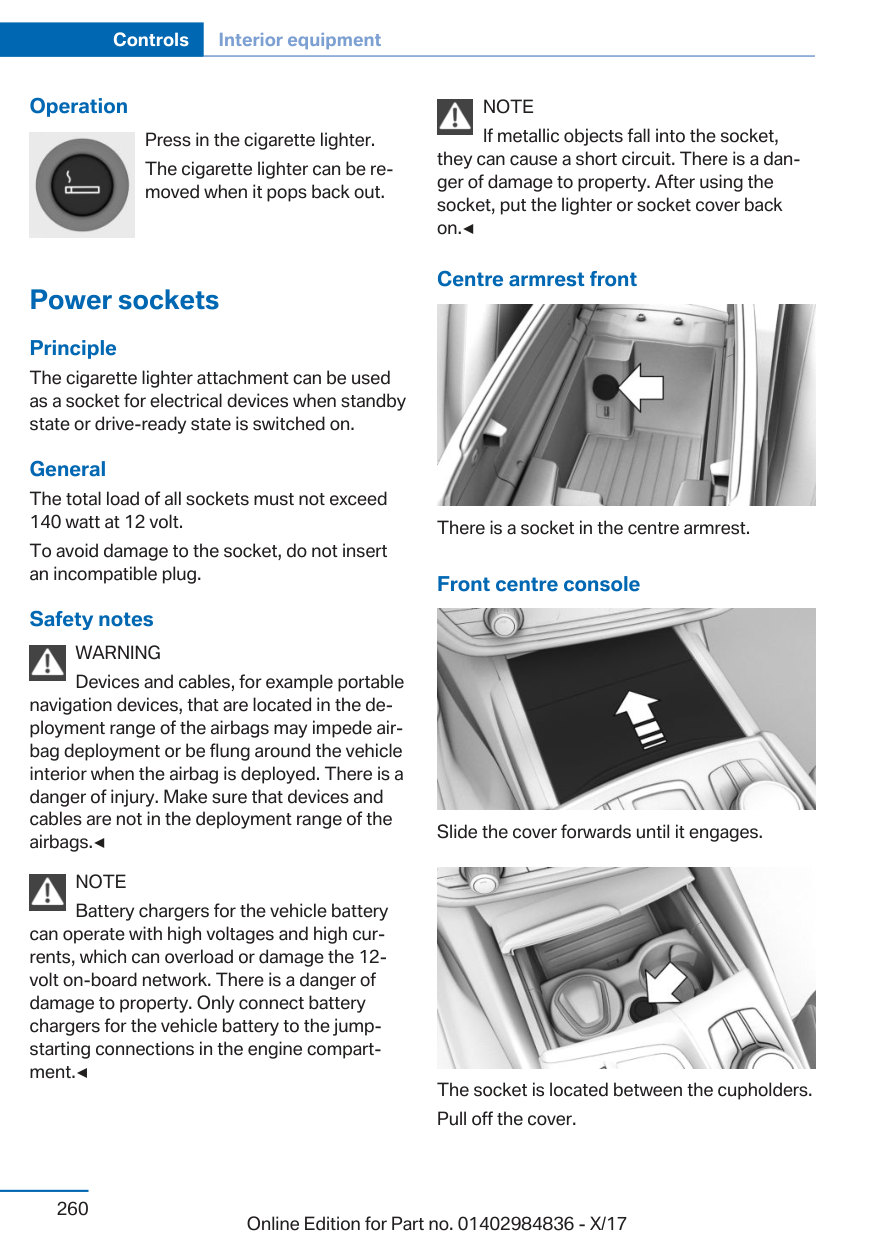 Controls Interior equipment
Operation
Press in the cigarette lighter.
The cigarette lighter can be re-
moved when it pops back out.
Power sockets
Principle
The cigarette lighter attachment can be used
as a socket for electrical devices when standby
state or drive-ready state is switched on.
General
The total load of all sockets must not exceed
140 watt at 12 volt.
To avoid damage to the socket, do not insert
an incompatible plug.
Safety notes
WARNING
Devices and cables, for example portable
navigation devices, that are located in the de-
ployment range of the airbags may impede air-
bag deployment or be flung around the vehicle
interior when the airbag is deployed. There is a
danger of injury. Make sure that devices and
cables are not in the deployment range of the
airbags.◄
NOTE
Battery chargers for the vehicle battery
can operate with high voltages and high cur-
rents, which can overload or damage the 12-
volt on-board network. There is a danger of
damage to property. Only connect battery
chargers for the vehicle battery to the jump-
starting connections in the engine compart-
ment.◄
NOTE
If metallic objects fall into the socket,
they can cause a short circuit. There is a dan-
ger of damage to property. After using the
socket, put the lighter or socket cover back
on.◄
Centre armrest front
There is a socket in the centre armrest.
Front centre console
Slide the cover forwards until it engages.
The socket is located between the cupholders.
Pull off the cover.
260
Online Edition for Part no. 01402984836 - X/17